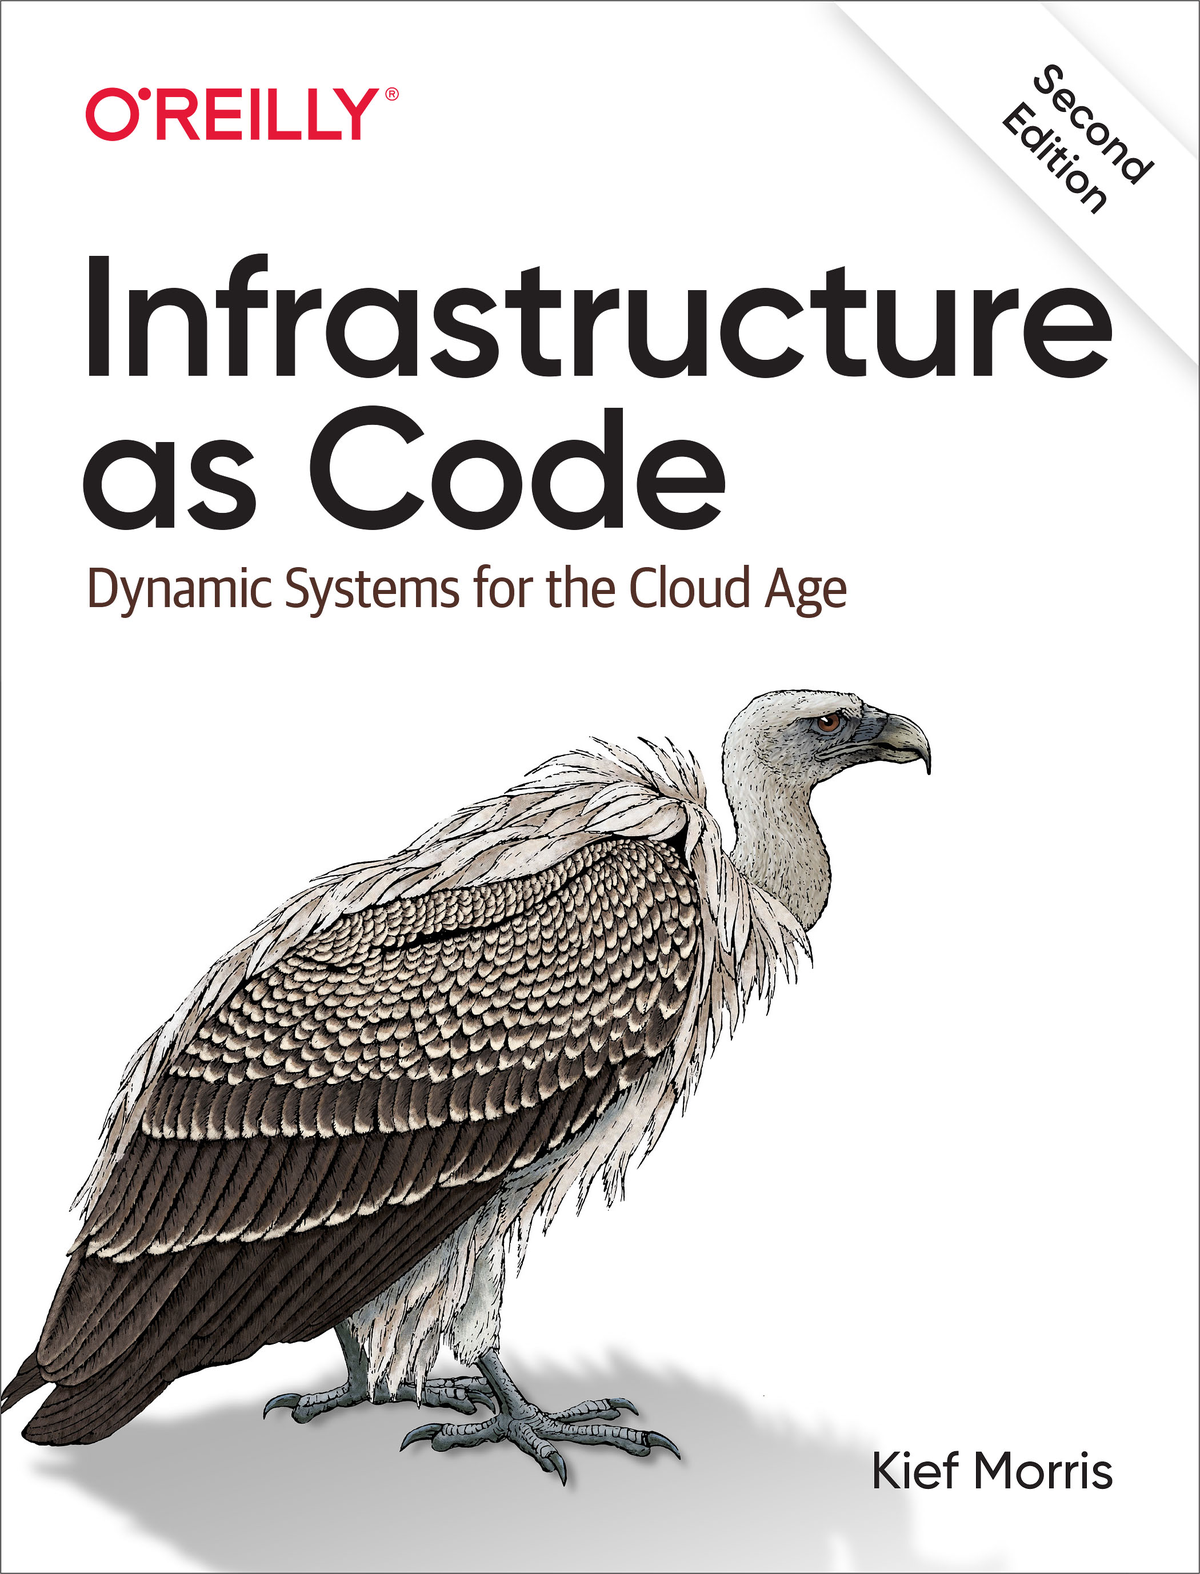 O'REILLY®
Second
Edition
Infrastructure
as Code
Dynamic Systems for the Cloud Age
Kief Morris